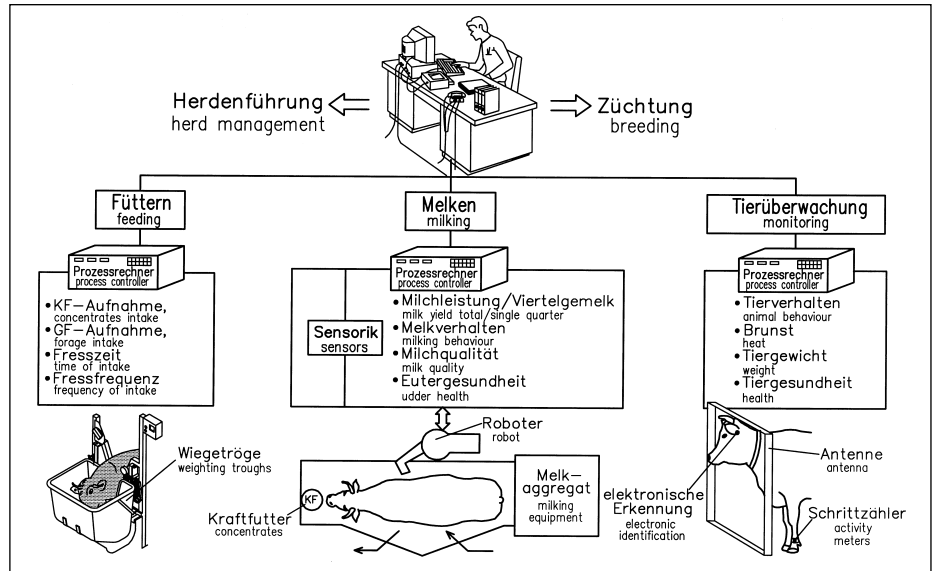 Herdenführung
herd management
Züchtung
breeding
Füttern
feeding
Melken
milking
Tierüberwachung
monitoring
Prozessrechner
process controller
•KF-Aufnahme,
concentrates intake
•GF-Aufnahme,
forage intake
•Fresszeit
time of intake
•Fressfrequenz
frequency of intake
Sensorik
sensors
Prozessrechner
process controller
•Milchleistung/Viertelgemelk
milk yield total/single quarter
•Melkverhalten
milking behaviour
•Milchqualität
milk quality
•Eutergesundheit
udder health
Prozessrechner
process controller
•Tierverhalten
animal behaviour
•Brunst
heat
•Tiergewicht
weight
•Tiergesundheit
health
Wiegetröge
weighting troughs
Roboter
robot
KF
Kraftfutter
concentrates
Melk-
aggregat
milking
equipment
elektronische
Erkennung
electronic
identification
Antenne
antenna
Schrittzähler
activity
meters